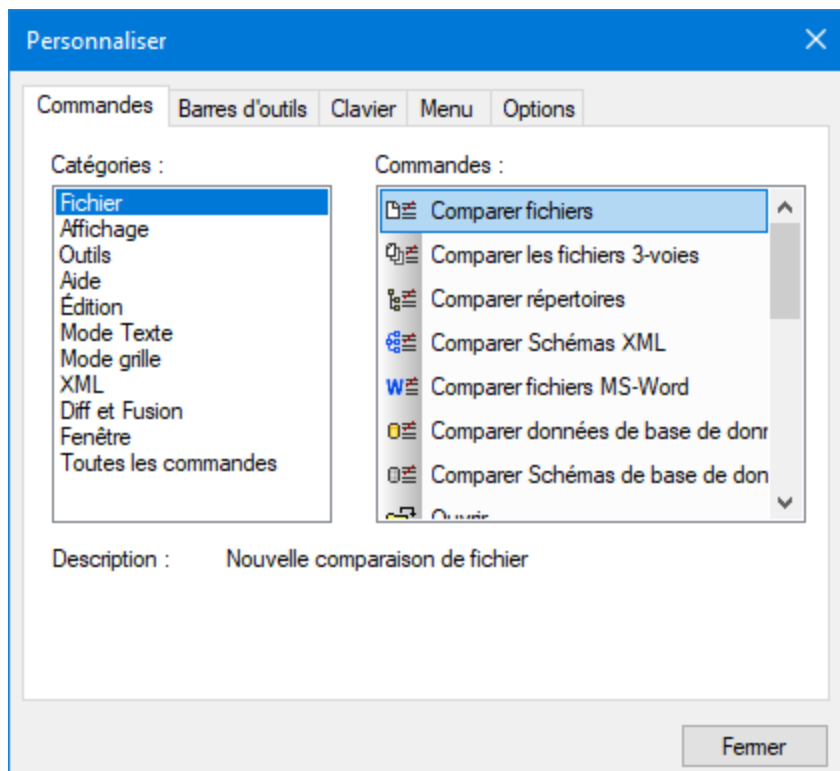 Personnaliser
Commandes Barres d'outils Clavier Menu Options
Catégories :
Fichier
Affichage
Outils
Aide
Édition
Mode Texte
Mode grille
XML
Diff et Fusion
Fenêtre
Toutes les commandes
Commandes :
Comparer fichiers
Comparer les fichiers 3-voies
Comparer répertoires
Comparer Schémas XML
Comparer fichiers MS-Word
Comparer données de base de donr
Comparer Schémas de base de don
Ouvrir
Description : Nouvelle comparaison de fichier
Fermer